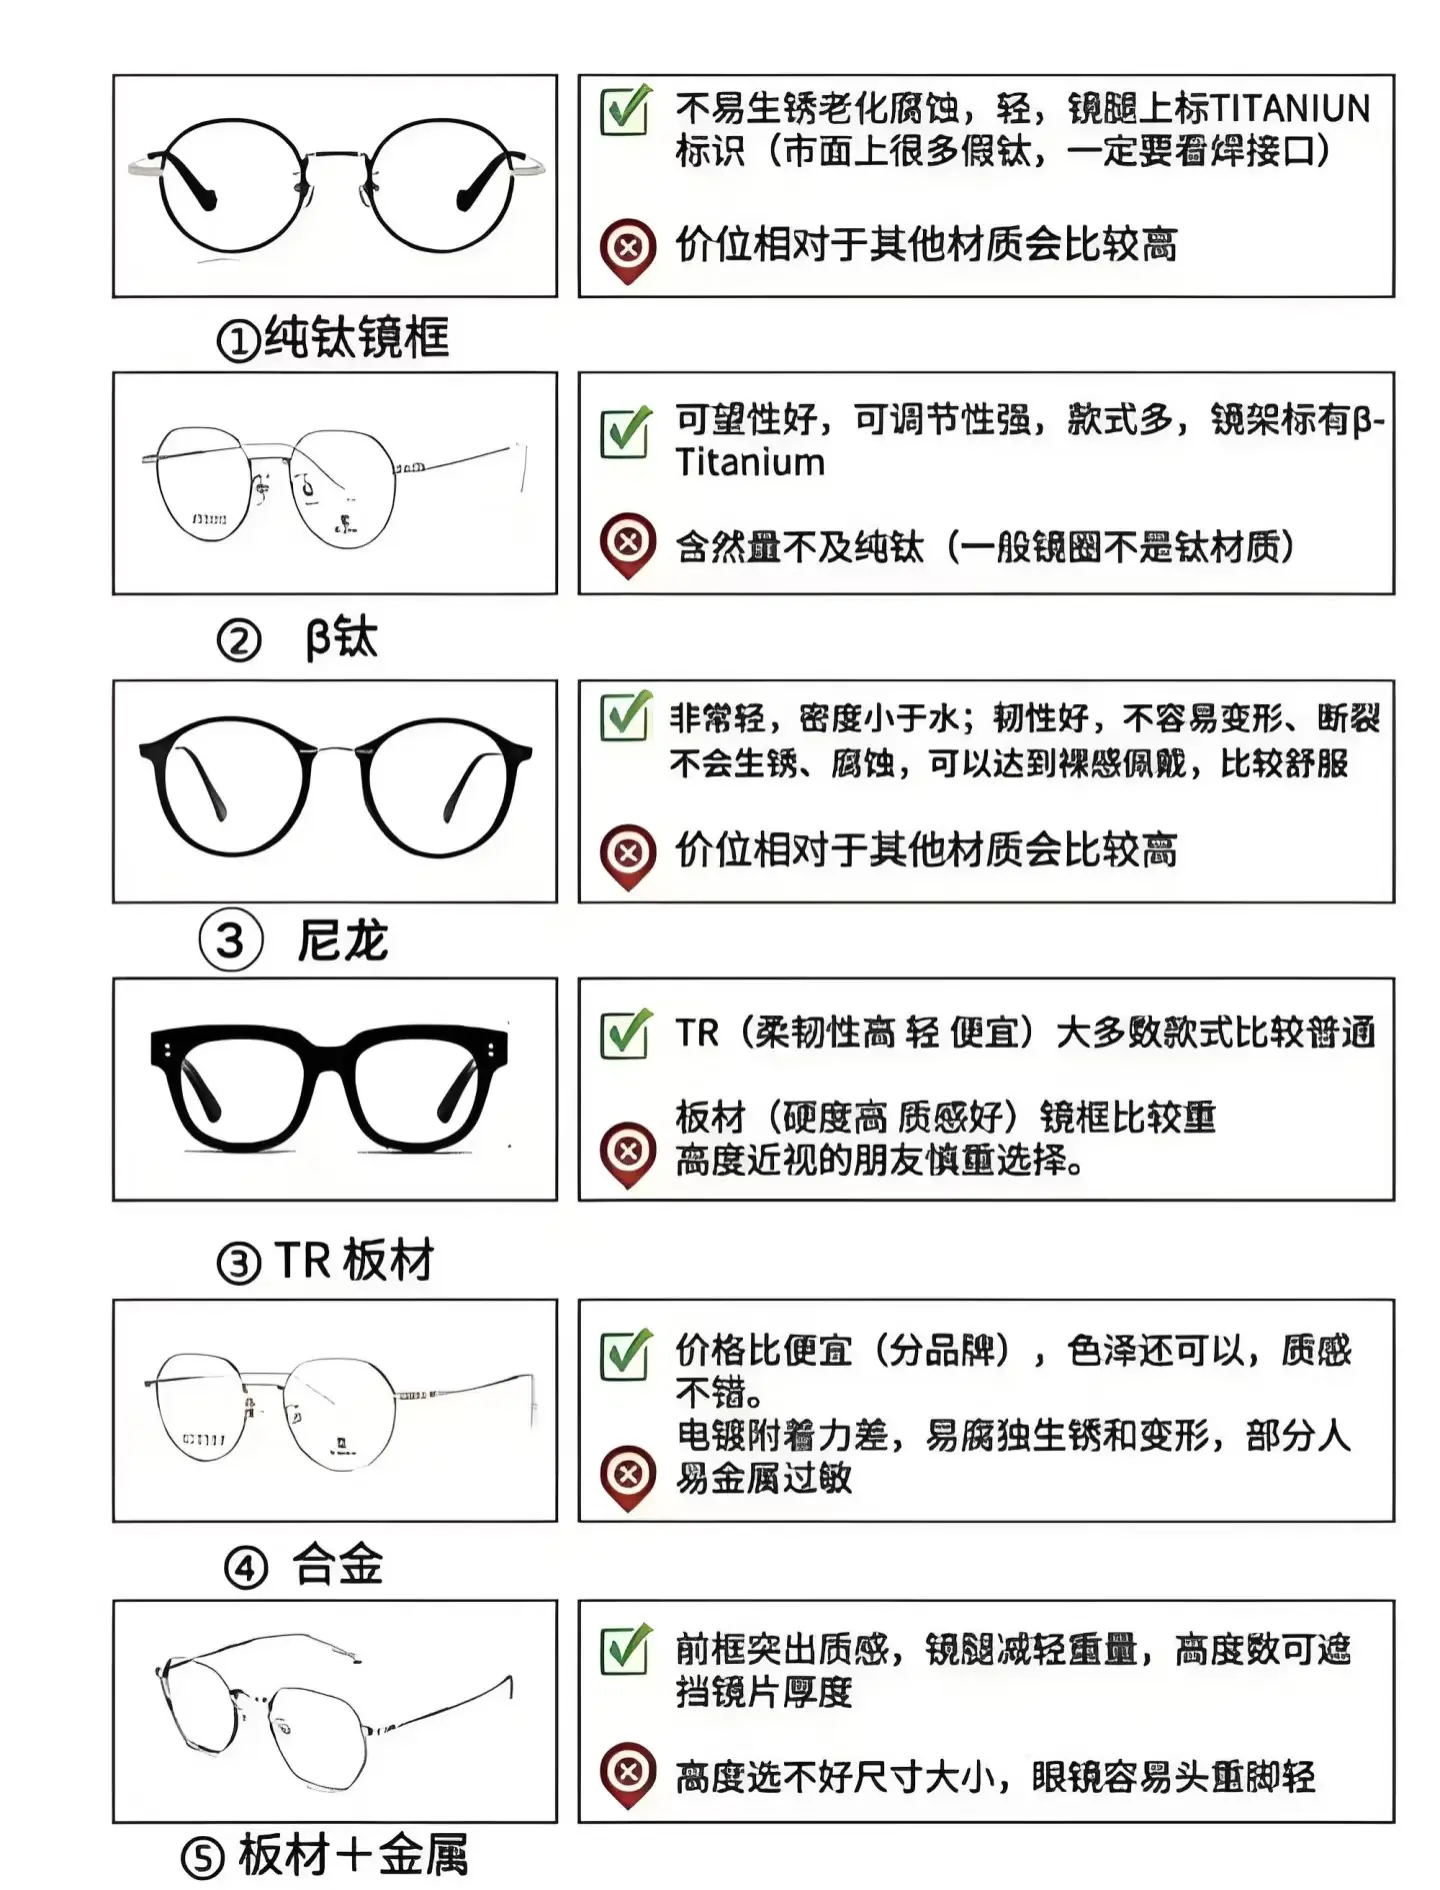 不易生锈老化腐蚀，轻，镜腿上标TITANIUN
标识（市面上很多假钛，一定要看焊接口）
价位相对于其他材质会比较高
①纯钛镜框
可望性好，可调节性强，款式多，镜架标有β-
Titanium
含然量不及纯钛（一般镜圈不是钛材质）
② β钛
非常轻，密度小于水；韧性好，不容易变形、断裂
不会生锈、腐蚀，可以达到裸感佩戴，比较舒服
价位相对于其他材质会比较高
③ 尼龙
TR（柔韧性高 轻 便宜）大多数款式比较普通
板材（硬度高 质感好）镜框比较重
高度近视的朋友慎重选择。
③ TR 板材
价格比便宜（分品牌），色泽还可以，质感
不错。
电镀附着力差，易腐独生锈和变形，部分人
易金属过敏
④ 合金
前框突出质感，镜腿减轻重量，高度数可遮
挡镜片厚度
高度选不好尺寸大小，眼镜容易头重脚轻
⑤ 板材＋金属